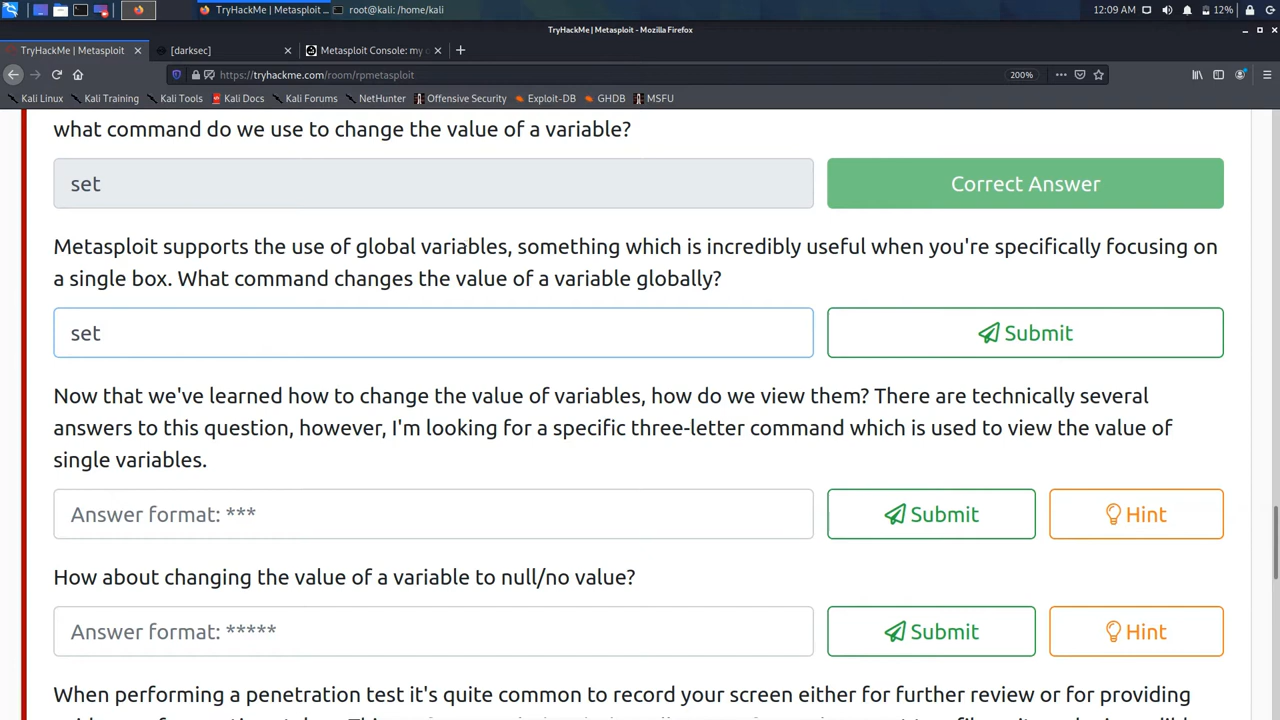 TryHackMe | Metasploit ...
root@kali: /home/kali
12:09 AM
12%
TryHackMe | Metasploit - Mozilla Firefox
TryHackMe | Metasploit
[darksec]
Metasploit Console: my c
https://tryhackme.com/room/rpmetasploit
200%
Kali Linux
Kali Training
Kali Tools
Kali Docs
Kali Forums
NetHunter
Offensive Security
Exploit-DB
GHDB
MSFU
what command do we use to change the value of a variable?
set
Correct Answer
Metasploit supports the use of global variables, something which is incredibly useful when you're specifically focusing on
a single box. What command changes the value of a variable globally?
set
Submit
Now that we've learned how to change the value of variables, how do we view them? There are technically several
answers to this question, however, I'm looking for a specific three-letter command which is used to view the value of
single variables.
Answer format: ***
Submit
Hint
How about changing the value of a variable to null/no value?
Answer format: *****
Submit
Hint
When performing a penetration test it's quite common to record your screen either for further review or for providing